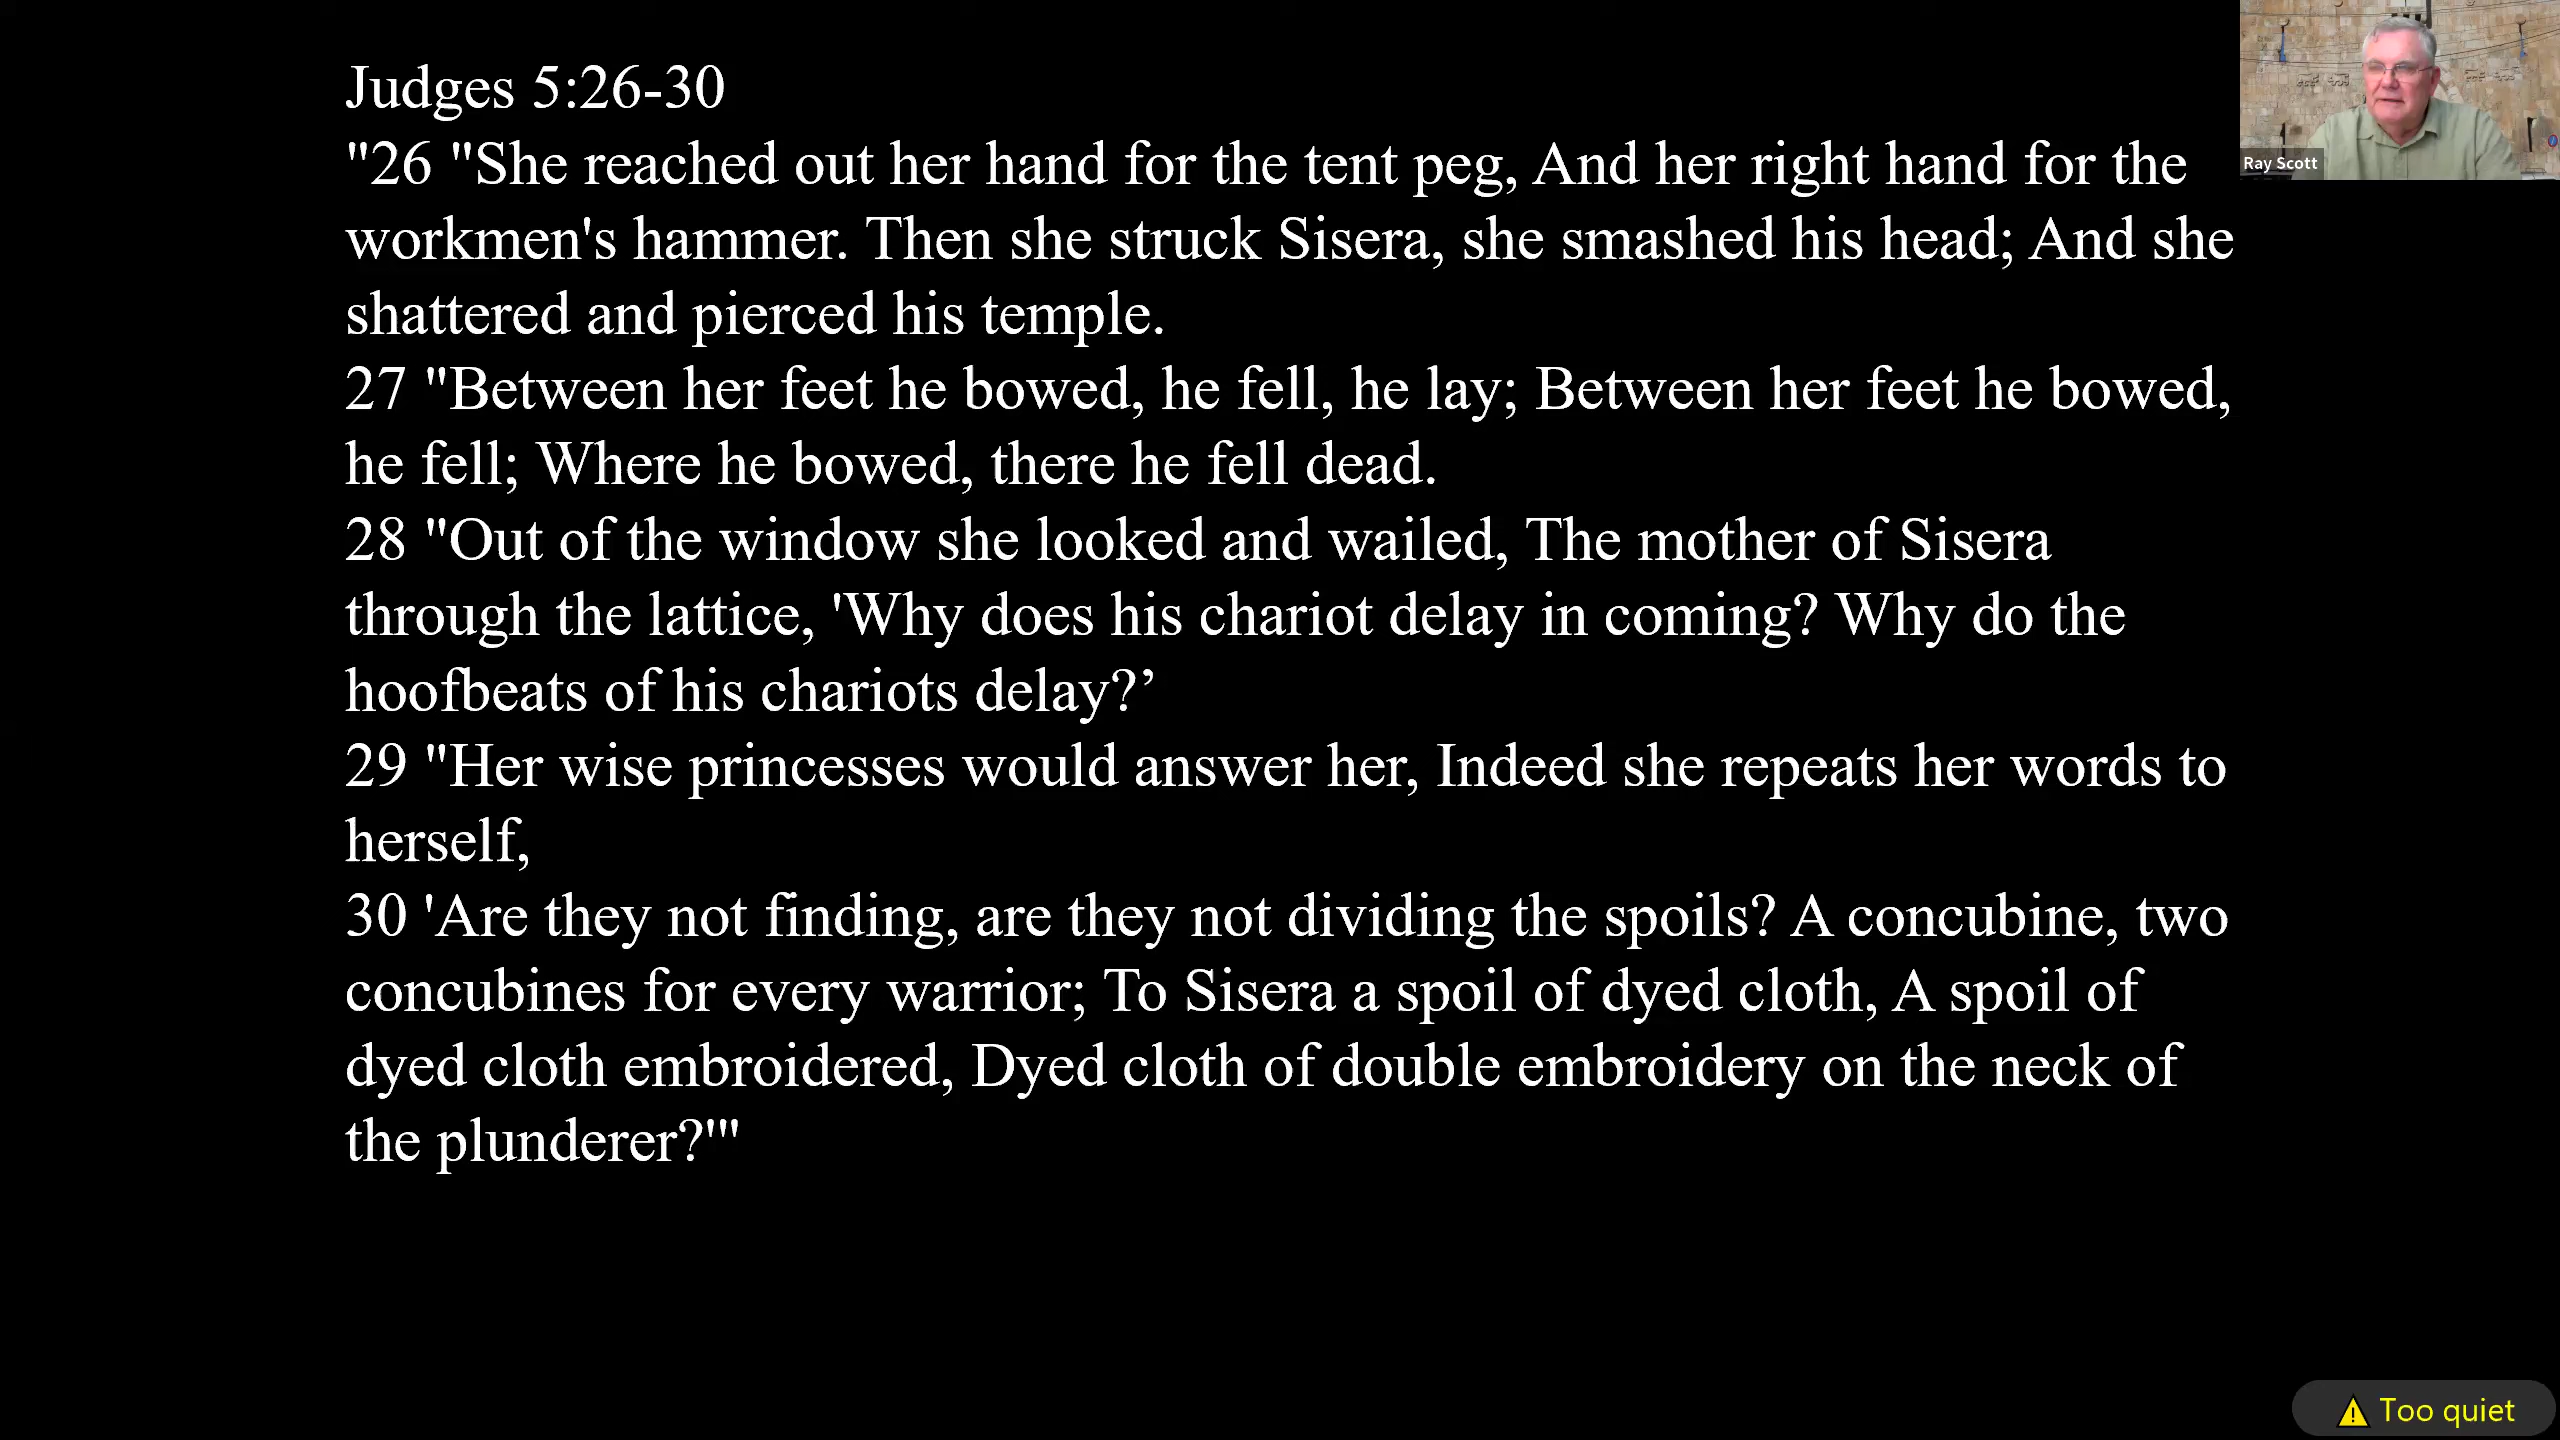 Judges 5:26-30
"26 "She reached out her hand for the tent peg, And her right hand for the
workmen's hammer. Then she struck Sisera, she smashed his head; And she
shattered and pierced his temple.
27 "Between her feet he bowed, he fell, he lay; Between her feet he bowed,
he fell; Where he bowed, there he fell dead.
28 "Out of the window she looked and wailed, The mother of Sisera
through the lattice, 'Why does his chariot delay in coming? Why do the
hoofbeats of his chariots delay?’
29 "Her wise princesses would answer her, Indeed she repeats her words to
herself,
30 'Are they not finding, are they not dividing the spoils? A concubine, two
concubines for every warrior; To Sisera a spoil of dyed cloth, A spoil of
dyed cloth embroidered, Dyed cloth of double embroidery on the neck of
the plunderer?'"
Ray Scott
Too quiet